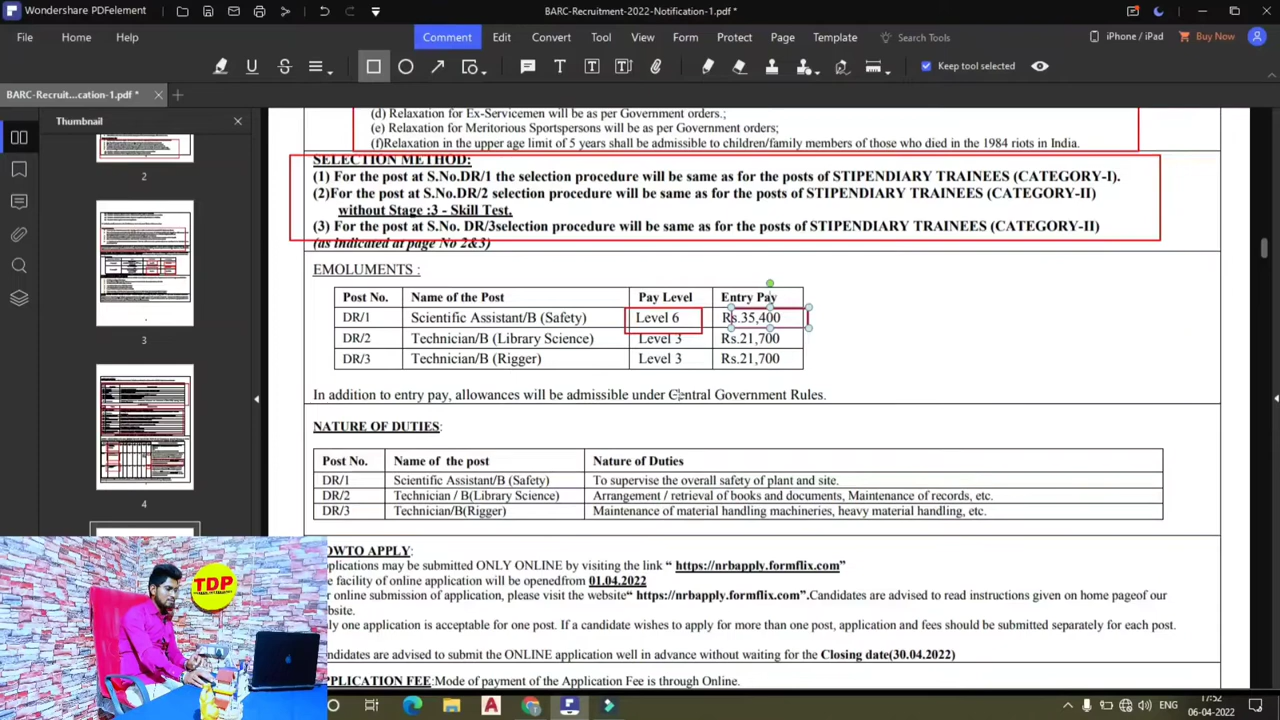 Wondershare PDFelement
BARC-Recruitment-2022-Notification-1.pdf *
File
Home
Help
Comment
Edit
Convert
Tool
View
Form
Protect
Page
Template
Search Tools
iPhone / iPad
Buy Now
Keep tool selected
BARC-Recruit...cation-1.pdf *
Thumbnail
2
3
4
(d) Relaxation for Ex-Servicemen will be as per Government orders.;
(e) Relaxation for Meritorious Sportspersons will be as per Government orders;
(f)Relaxation in the upper age limit of 5 years shall be admissible to children/family members of those who died in the 1984 riots in India.
SELECTION METHOD:
(1) For the post at S.No.DR/1 the selection procedure will be same as for the posts of STIPENDIARY TRAINEES (CATEGORY-I).
(2)For the post at S.No.DR/2 selection procedure will be same as for the posts of STIPENDIARY TRAINEES (CATEGORY-II)
without Stage :3 - Skill Test.
(3) For the post at S.No. DR/3selection procedure will be same as for the posts of STIPENDIARY TRAINEES (CATEGORY-II)
(as indicated at page No 2&3)
EMOLUMENTS :
Post No. Name of the Post Pay Level Entry Pay
DR/1 Scientific Assistant/B (Safety) Level 6 Rs.35,400
DR/2 Technician/B (Library Science) Level 3 Rs.21,700
DR/3 Technician/B (Rigger) Level 3 Rs.21,700
In addition to entry pay, allowances will be admissible under Central Government Rules.
NATURE OF DUTIES:
Post No. Name of the post Nature of Duties
DR/1 Scientific Assistant/B (Safety) To supervise the overall safety of plant and site.
DR/2 Technician / B(Library Science) Arrangement / retrieval of books and documents, Maintenance of records, etc.
DR/3 Technician/B(Rigger) Maintenance of material handling machineries, heavy material handling, etc.
OWTO APPLY:
plications may be submitted ONLY ONLINE by visiting the link “ https://nrbapply.formflix.com”
e facility of online application will be openedfrom 01.04.2022
r online submission of application, please visit the website“ https://nrbapply.formflix.com”.Candidates are advised to read instructions given on home pageof our
bsite.
ly one application is acceptable for one post. If a candidate wishes to apply for more than one post, application and fees should be submitted separately for each post.
ndidates are advised to submit the ONLINE application well in advance without waiting for the Closing date(30.04.2022)
PLICATION FEE:Mode of payment of the Application Fee is through Online.
TDP
ENG
17:52
06-04-2022